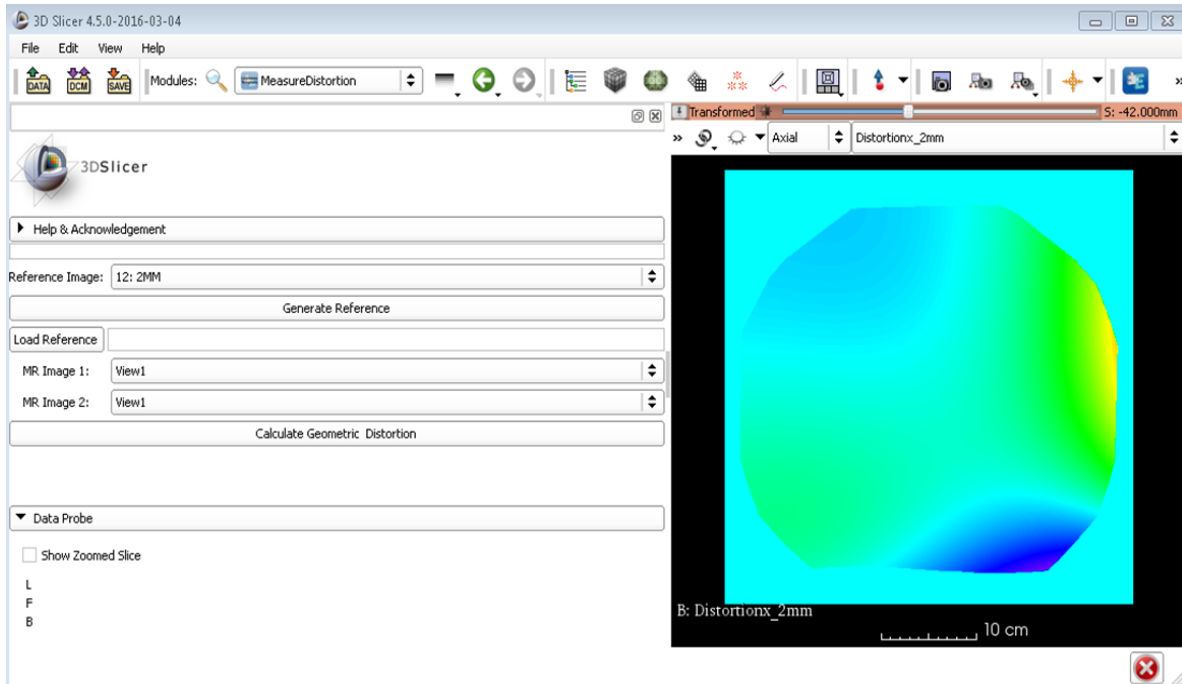 3D Slicer 4.5.0-2016-03-04
File Edit View Help
DATA DCM SAVE Modules: MeasureDistortion
Transformed S: -42.000mm
» Axial Distortionx_2mm
3DSlicer
Help & Acknowledgement
Reference Image: 12: 2MM
Generate Reference
Load Reference
MR Image 1: View1
MR Image 2: View1
Calculate Geometric Distortion
Data Probe
Show Zoomed Slice
L
F
B
B: Distortionx_2mm
10 cm